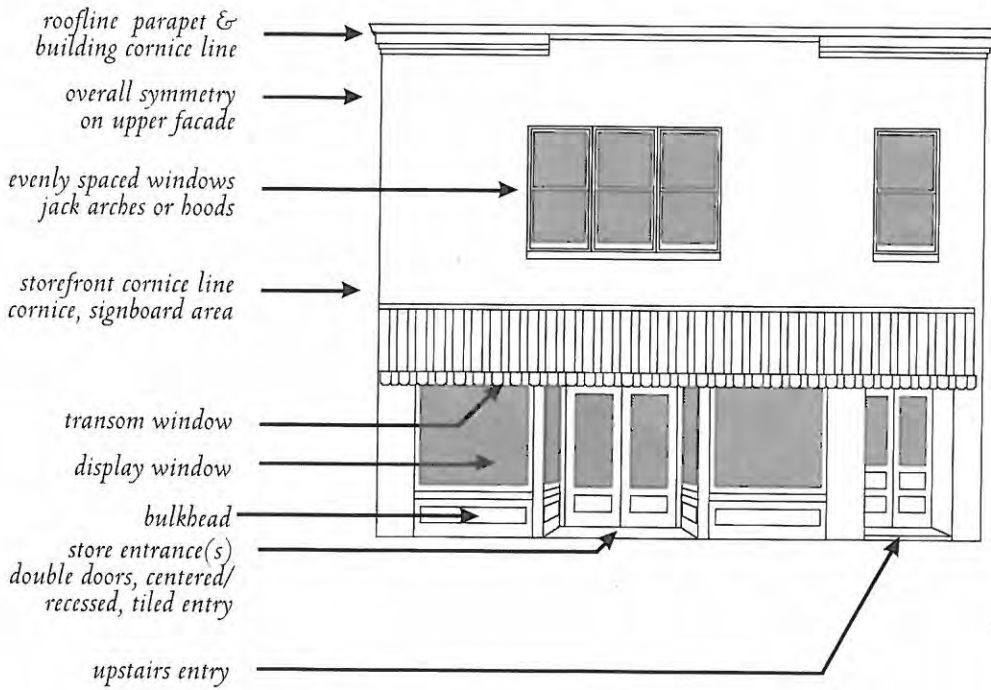 roofline parapet &
building cornice line
overall symmetry
on upper facade
evenly spaced windows
jack arches or hoods
storefront cornice line
cornice, signboard area
transom window
display window
bulkhead
store entrance(s)
double doors, centered/
recessed, tiled entry
upstairs entry